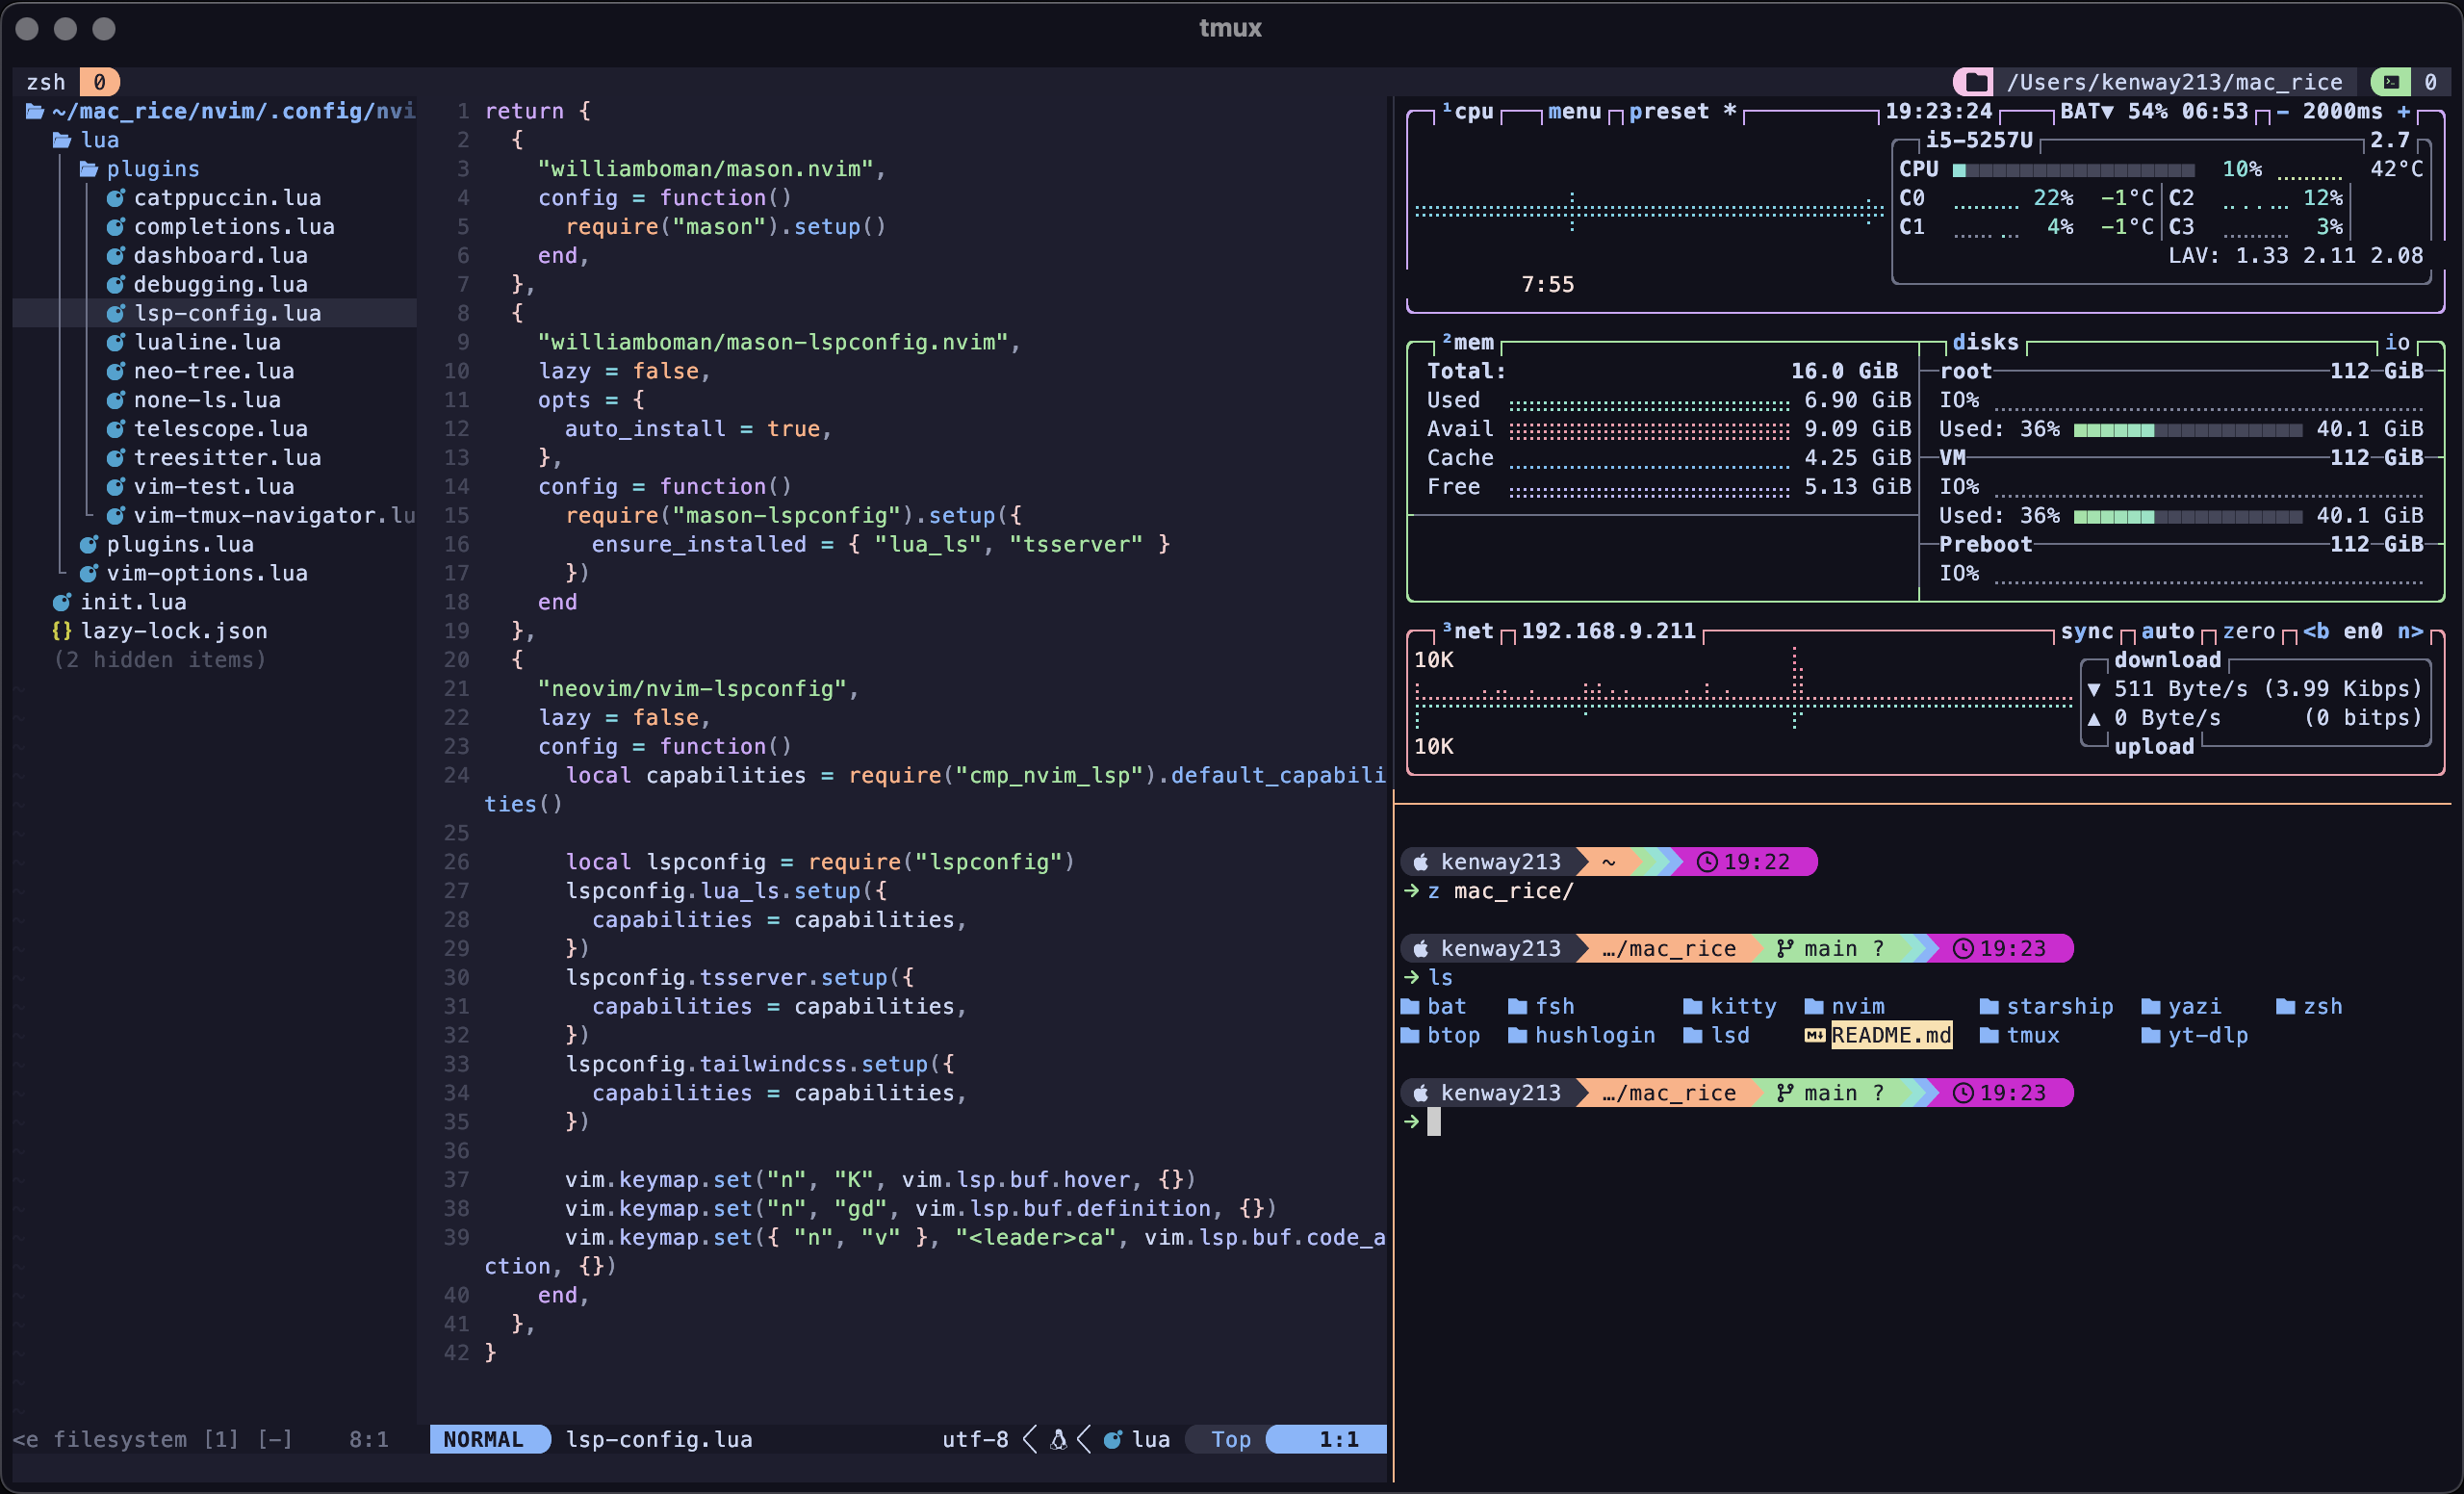 tmux
zsh 0
/Users/kenway213/mac_rice 0
~/mac_rice/nvim/.config/nvi
lua
plugins
catppuccin.lua
completions.lua
dashboard.lua
debugging.lua
lsp-config.lua
lualine.lua
neo-tree.lua
none-ls.lua
telescope.lua
treesitter.lua
vim-test.lua
vim-tmux-navigator.lu
plugins.lua
vim-options.lua
init.lua
{} lazy-lock.json
(2 hidden items)
<e filesystem [1] [-] 8:1
1 return {
2 {
3 "williamboman/mason.nvim",
4 config = function()
5 require("mason").setup()
6 end,
7 },
8 {
9 "williamboman/mason-lspconfig.nvim",
10 lazy = false,
11 opts = {
12 auto_install = true,
13 },
14 config = function()
15 require("mason-lspconfig").setup({
16 ensure_installed = { "lua_ls", "tsserver" }
17 })
18 end
19 },
20 {
21 "neovim/nvim-lspconfig",
22 lazy = false,
23 config = function()
24 local capabilities = require("cmp_nvim_lsp").default_capabili
ties()
25
26 local lspconfig = require("lspconfig")
27 lspconfig.lua_ls.setup({
28 capabilities = capabilities,
29 })
30 lspconfig.tsserver.setup({
31 capabilities = capabilities,
32 })
33 lspconfig.tailwindcss.setup({
34 capabilities = capabilities,
35 })
36
37 vim.keymap.set("n", "K", vim.lsp.buf.hover, {})
38 vim.keymap.set("n", "gd", vim.lsp.buf.definition, {})
39 vim.keymap.set({ "n", "v" }, "<leader>ca", vim.lsp.buf.code_a
ction, {})
40 end,
41 },
42 }
NORMAL lsp-config.lua utf-8 lua Top 1:1
¹cpu menu preset * 19:23:24 BAT▼ 54% 06:53 - 2000ms +
i5-5257U 2.7
CPU 10% 42°C
C0 22% -1°C C2 12%
C1 4% -1°C C3 3%
LAV: 1.33 2.11 2.08
7:55
²mem disks io
Total: 16.0 GiB root 112 GiB
Used 6.90 GiB IO%
Avail 9.09 GiB Used: 36% 40.1 GiB
Cache 4.25 GiB VM 112 GiB
Free 5.13 GiB IO%
Used: 36% 40.1 GiB
Preboot 112 GiB
IO%
³net 192.168.9.211 sync auto zero <b en0 n>
10K download
▼ 511 Byte/s (3.99 Kibps)
▲ 0 Byte/s (0 bitps)
10K upload
kenway213 ~ 19:22
→ z mac_rice/
kenway213 …/mac_rice main ? 19:23
→ ls
bat fsh kitty nvim starship yazi zsh
btop hushlogin lsd README.md tmux yt-dlp
kenway213 …/mac_rice main ? 19:23
→